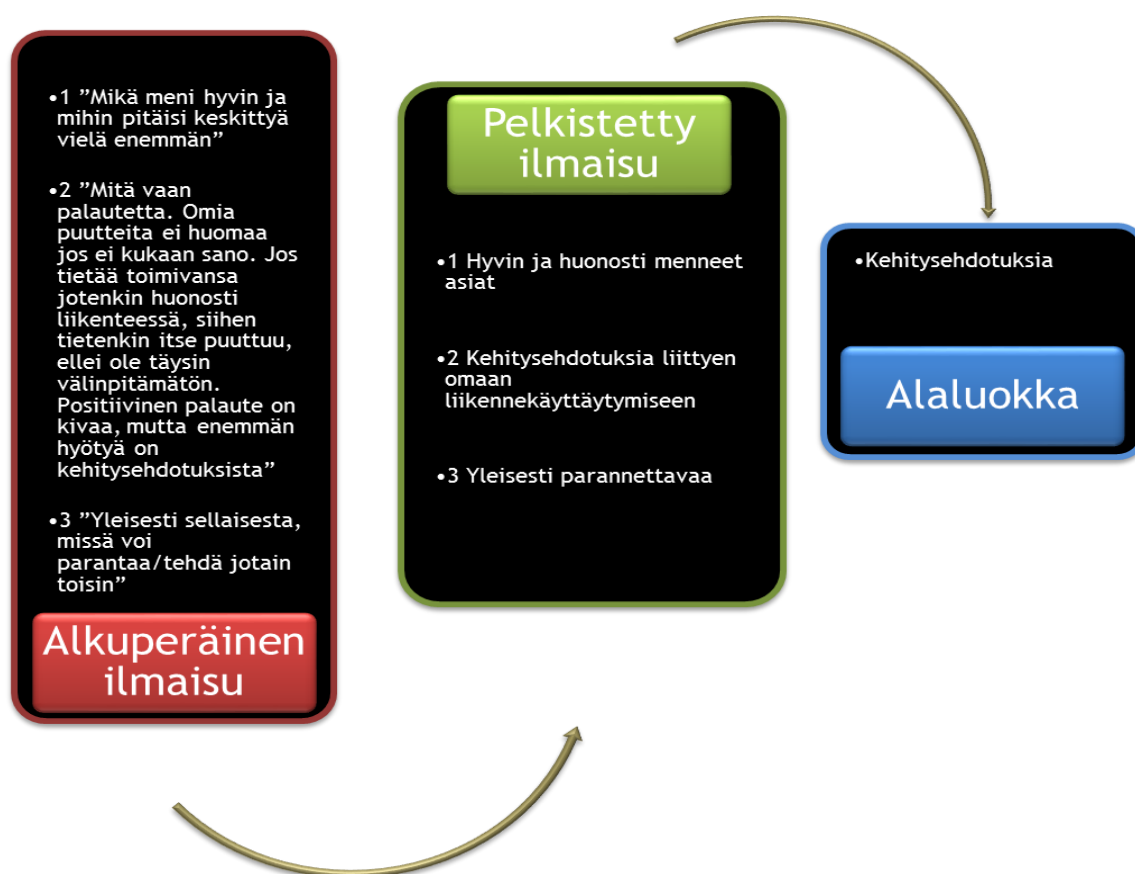 •1 ”Mikä meni hyvin ja
mihin pitäisi keskittyä
vielä enemmän”
•2 ”Mitä vaan
palautetta. Omia
puutteita ei huomaa
jos ei kukaan sano. Jos
tietää toimivansa
jotenkin huonosti
liikenteessä, siihen
tietenkin itse puuttuu,
ellei ole täysin
välinpitämätön.
Positiivinen palaute on
kivaa, mutta enemmän
hyötyä on
kehitysehdotuksista”
•3 ”Yleisesti sellaisesta,
missä voi
parantaa/tehdä jotain
toisin”
Alkuperäinen
ilmaisu
Pelkistetty
ilmaisu
•1 Hyvin ja huonosti menneet
asiat
•2 Kehitysehdotuksia liittyen
omaan
liikennekäyttäytymiseen
•3 Yleisesti parannettavaa
•Kehitysehdotuksia
Alaluokka